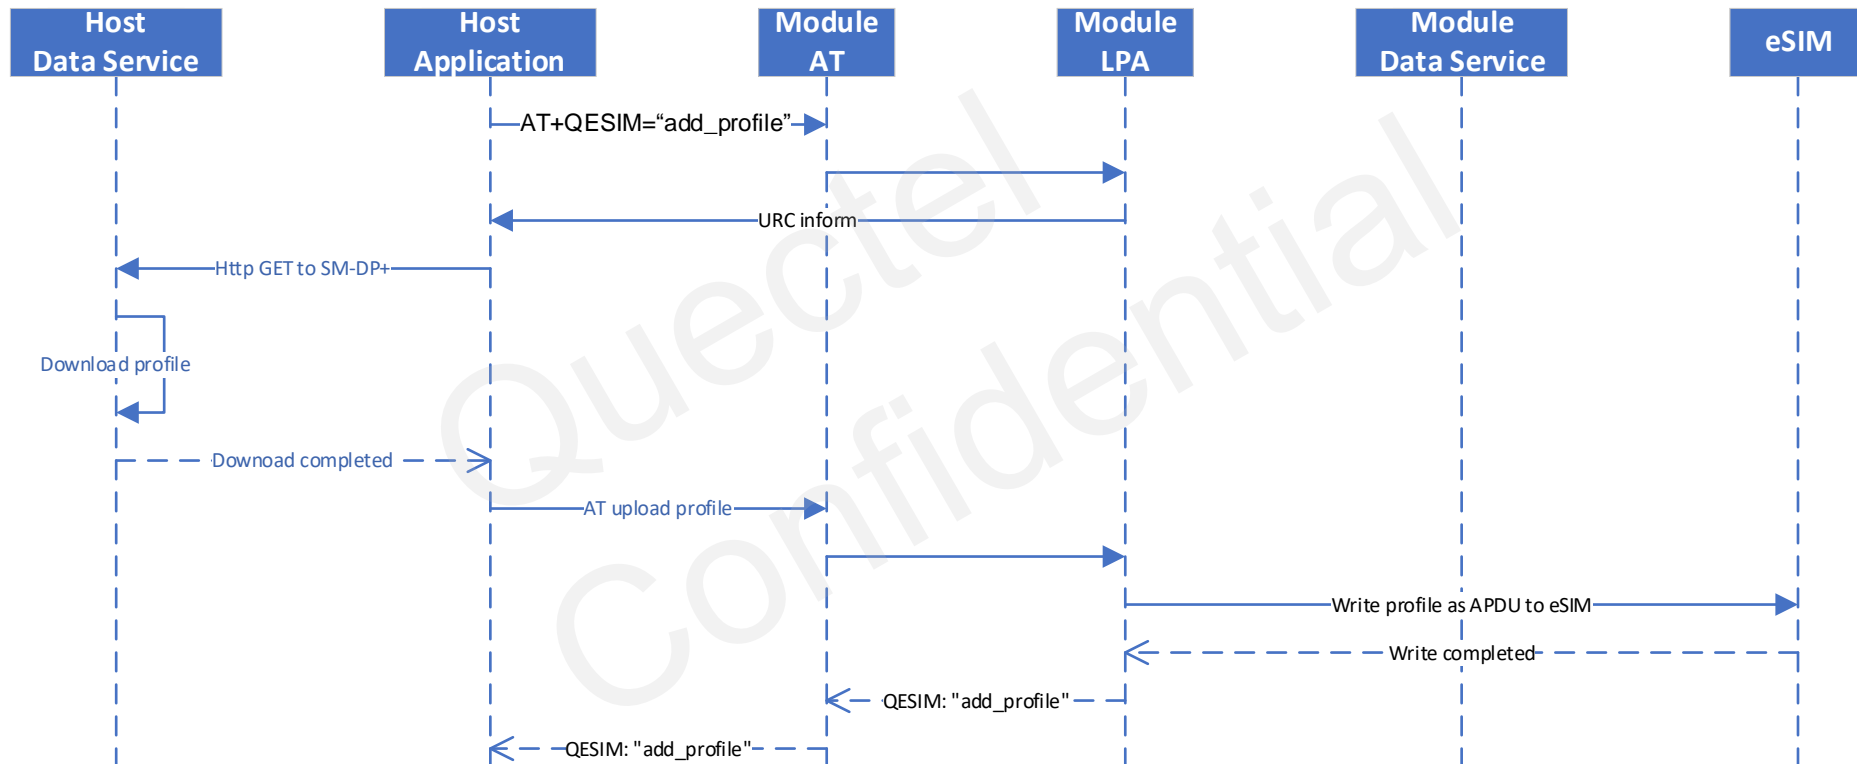 Host
Data Service
Host
Application
Module
AT
Module
LPA
Module
Data Service
eSIM
AT+QESIM=“add_profile”
URC inform
Http GET to SM-DP+
Download profile
Downoad completed
AT upload profile
Write profile as APDU to eSIM
Write completed
QESIM: "add_profile"
QESIM: "add_profile"
Quectel
Confidential